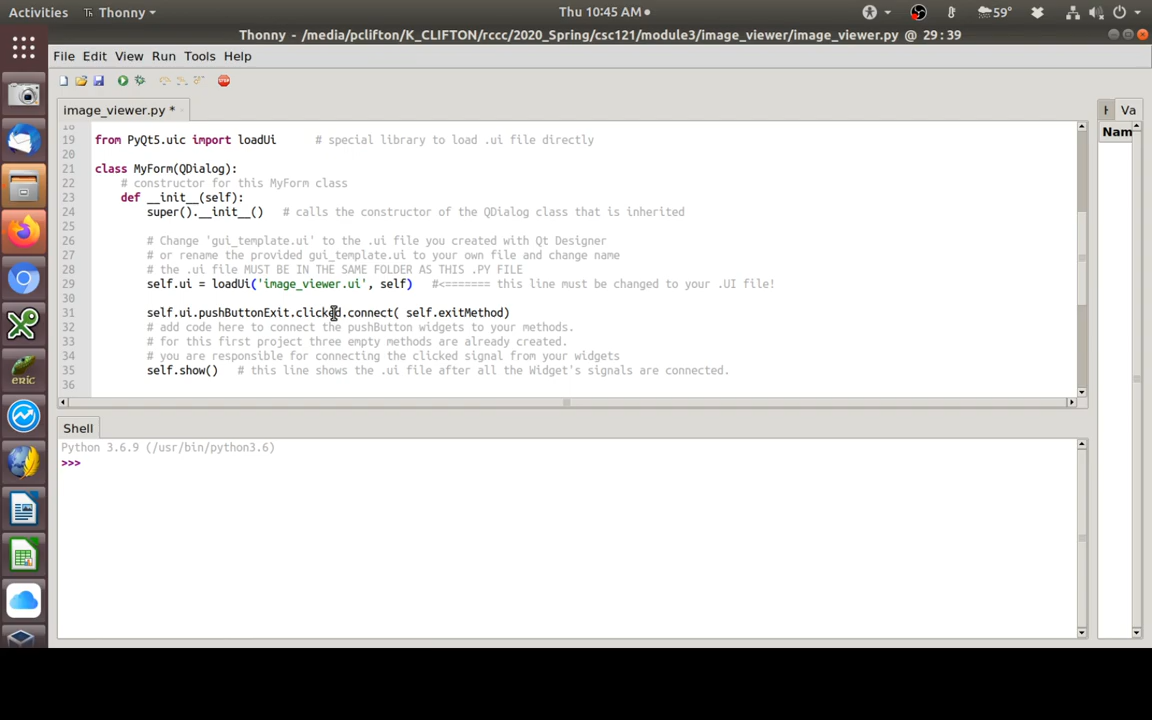 Activities Thonny Thu 10:45 AM 59°
Thonny - /media/pclifton/K_CLIFTON/rccc/2020_Spring/csc121/module3/image_viewer/image_viewer.py @ 29:39
File Edit View Run Tools Help
STOP
image_viewer.py * Va
Nam
18
19 from PyQt5.uic import loadUi # special library to load .ui file directly
20
21 class MyForm(QDialog):
22 # constructor for this MyForm class
23 def __init__(self):
24 super().__init__() # calls the constructor of the QDialog class that is inherited
25
26 # Change 'gui_template.ui' to the .ui file you created with Qt Designer
27 # or rename the provided gui_template.ui to your own file and change name
28 # the .ui file MUST BE IN THE SAME FOLDER AS THIS .PY FILE
29 self.ui = loadUi('image_viewer.ui', self) #<======= this line must be changed to your .UI file!
30
31 self.ui.pushButtonExit.clicked.connect( self.exitMethod)
32 # add code here to connect the pushButton widgets to your methods.
33 # for this first project three empty methods are already created.
34 # you are responsible for connecting the clicked signal from your widgets
35 self.show() # this line shows the .ui file after all the Widget's signals are connected.
36
Shell
Python 3.6.9 (/usr/bin/python3.6)
>>>
eric